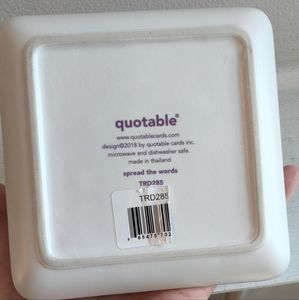 quotable®
www.quotablecards.com
design©2018 by quotable cards inc.
microwave and dishwasher safe.
made in thailand
spread the words
TRD285
TRD285